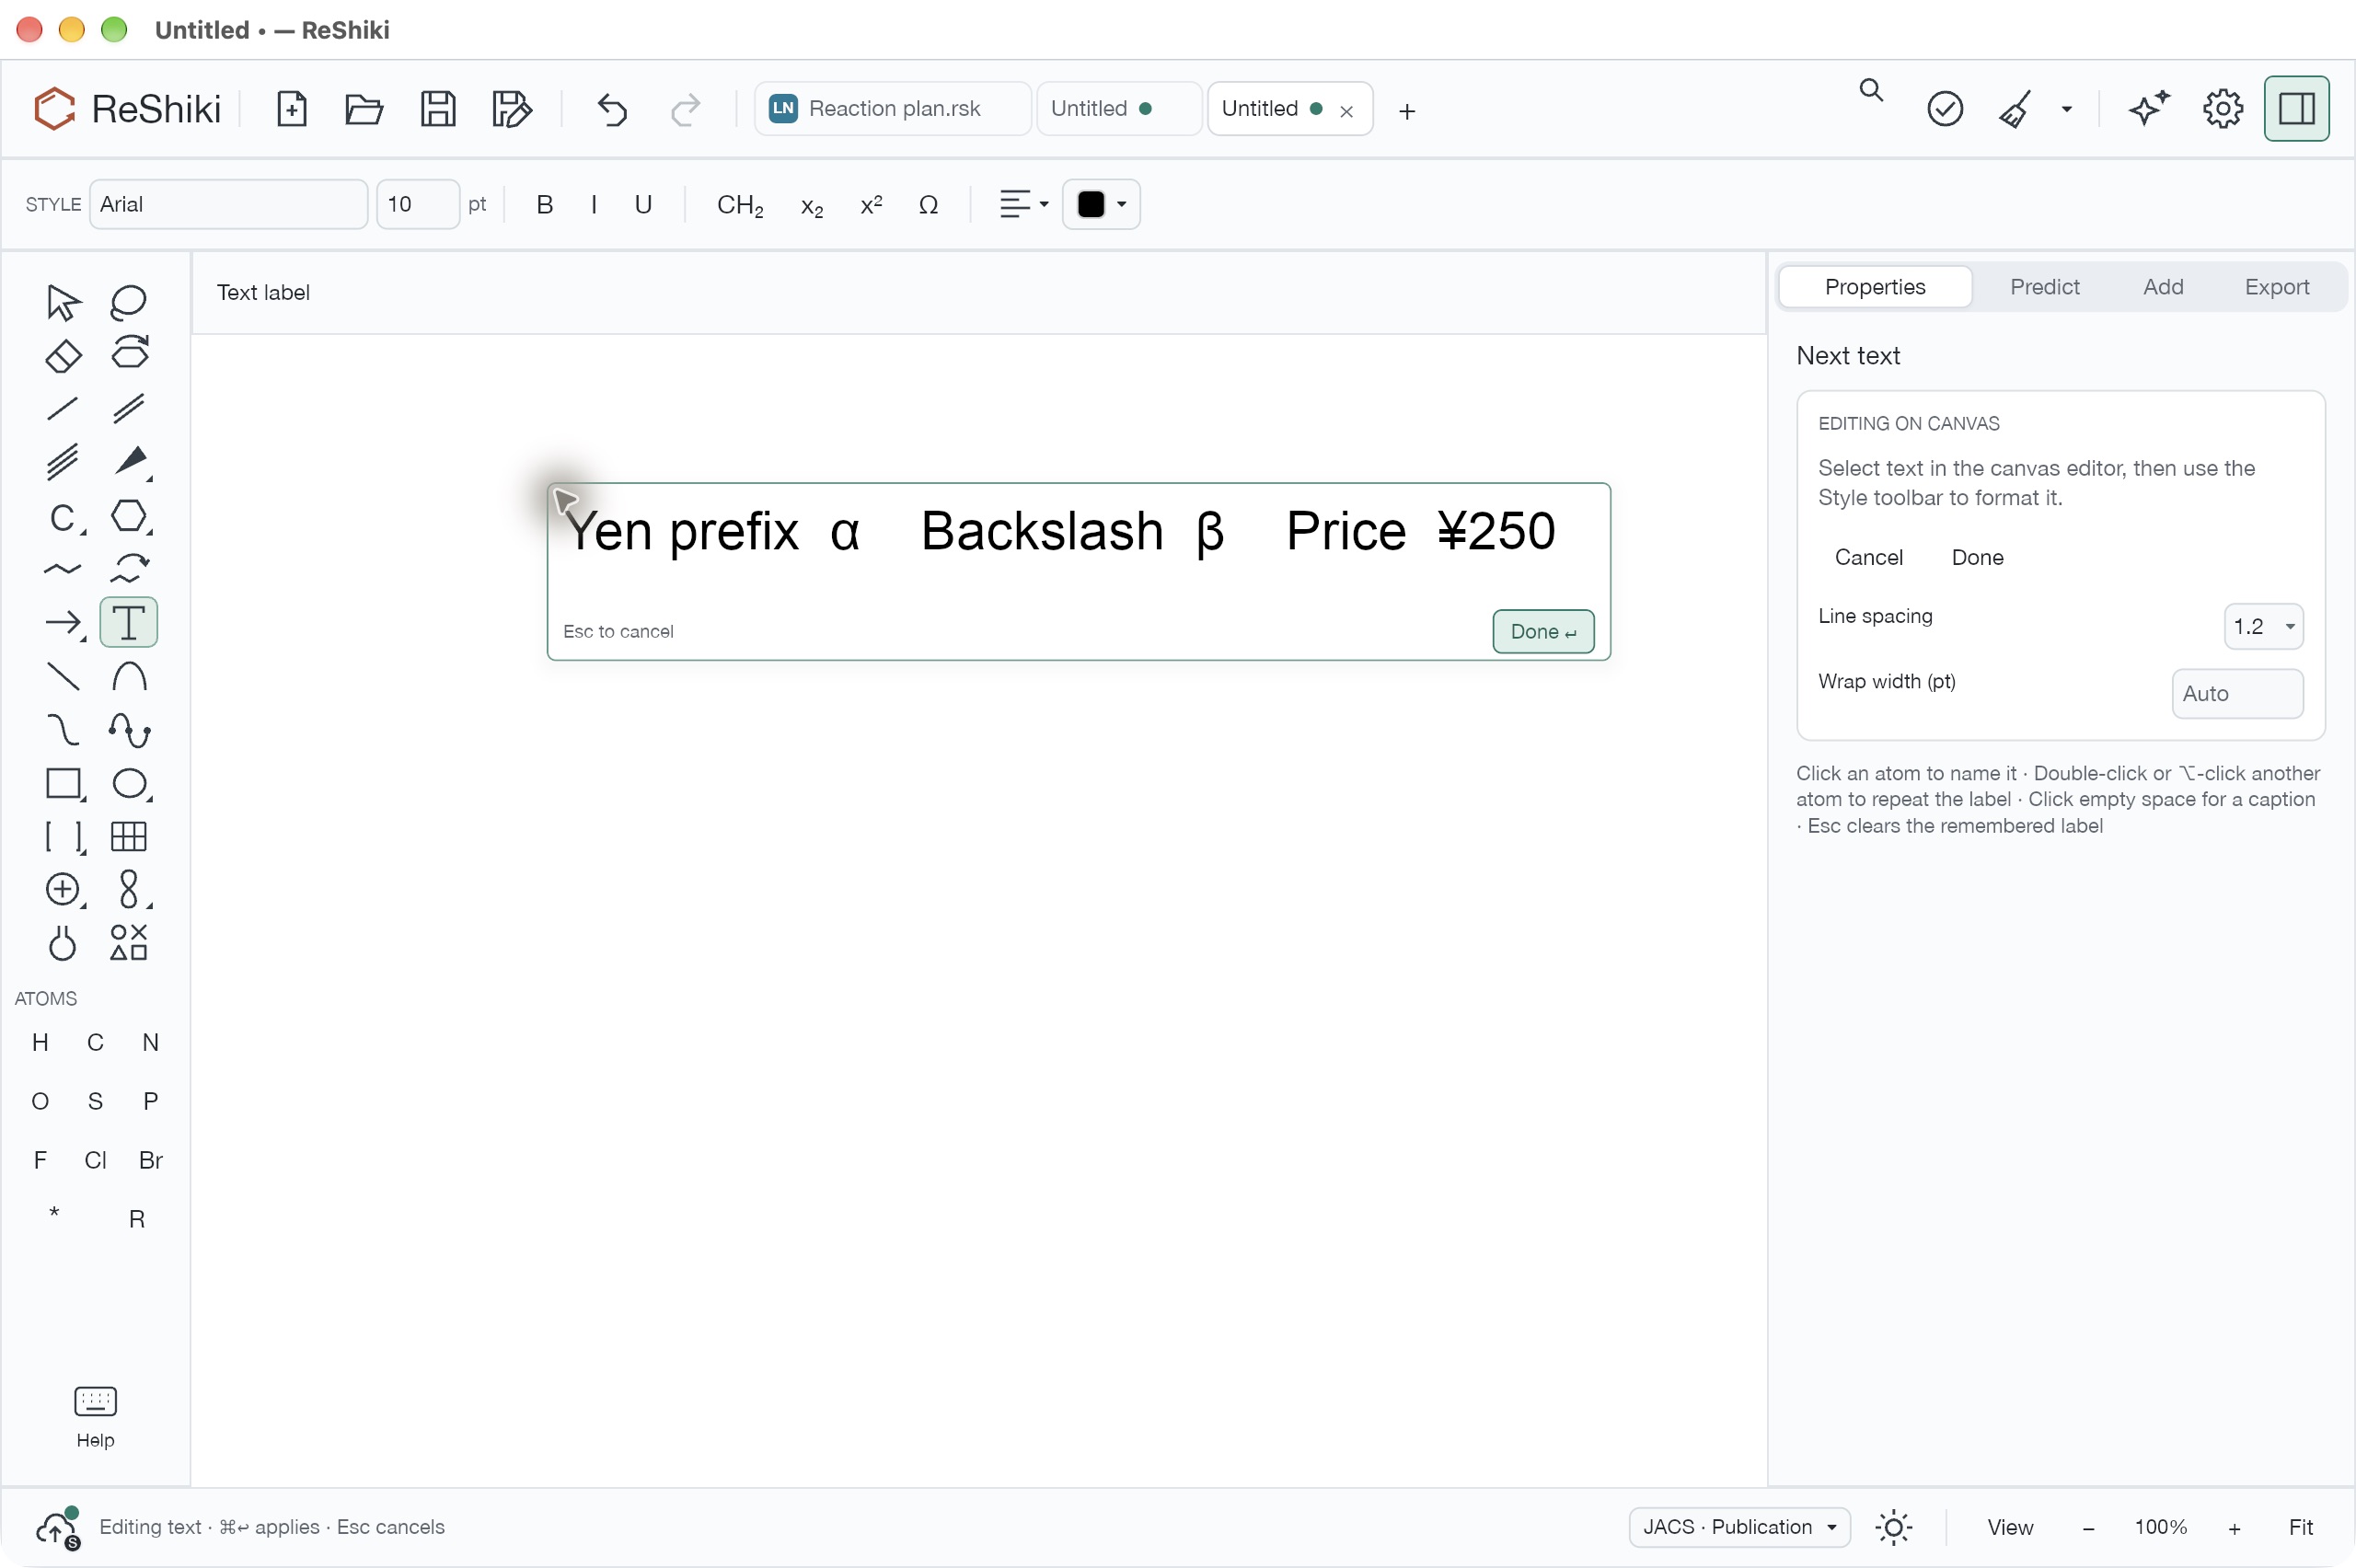 Untitled • — ReShiki
ReShiki
LN Reaction plan.rsk
Untitled
Untitled
STYLE Arial 10 pt B I U CH₂ x₂ x² Ω
Text label
Properties Predict Add Export
Next text
EDITING ON CANVAS
Select text in the canvas editor, then use the
Style toolbar to format it.
Cancel Done
Line spacing 1.2
Wrap width (pt) Auto
Click an atom to name it · Double-click or ⌥-click another
atom to repeat the label · Click empty space for a caption
· Esc clears the remembered label
Yen prefix α Backslash β Price ¥250
Esc to cancel Done ↵
C
T
ATOMS
H C N
O S P
F Cl Br
* R
Help
S Editing text · ⌘↩ applies · Esc cancels
JACS · Publication View − 100% + Fit